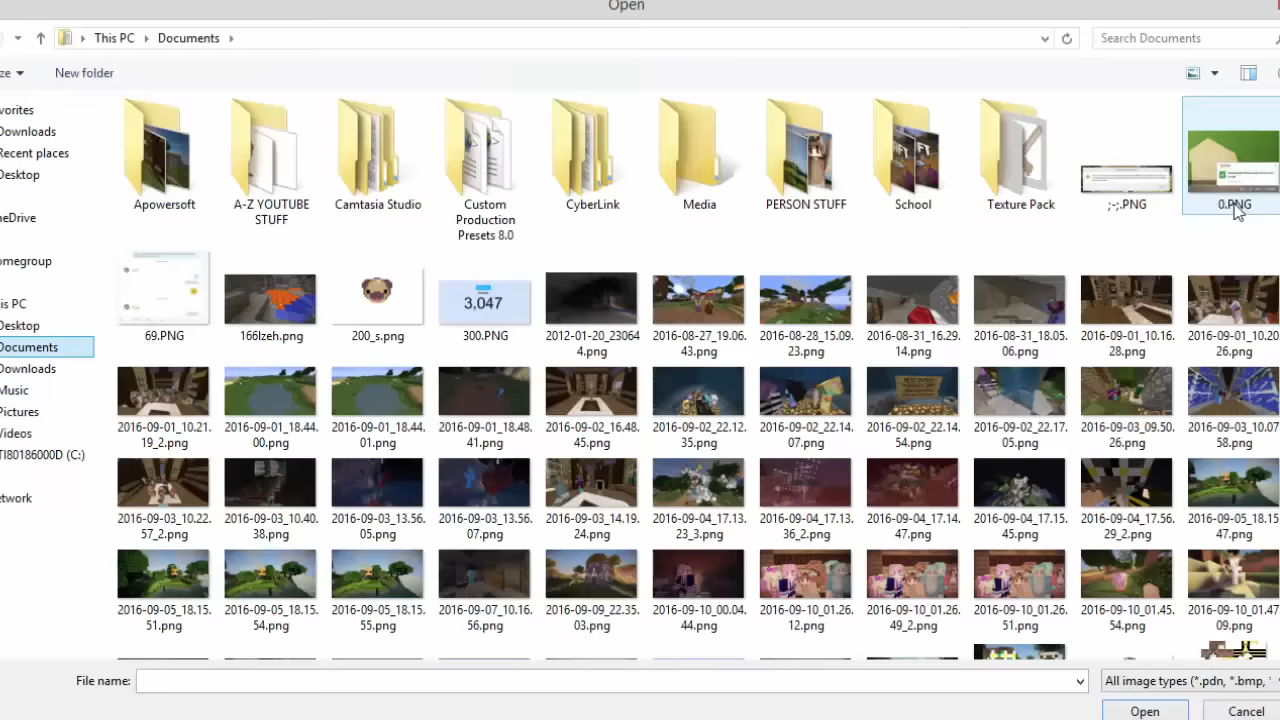 Open
This PC
Documents
Search Documents
ze
New folder
vorites
Downloads
Recent places
Desktop
neDrive
omegroup
is PC
Desktop
Documents
Downloads
Music
Pictures
Videos
TI80186000D (C:)
etwork
Apowersoft
A-Z YOUTUBE
STUFF
Camtasia Studio
Custom
Production
Presets 8.0
CyberLink
Media
PERSON STUFF
School
Texture Pack
;-;.PNG
0.PNG
3,047
69.PNG
166lzeh.png
200_s.png
300.PNG
2012-01-20_23064
4.png
2016-08-27_19.06.
43.png
2016-08-28_15.09.
23.png
2016-08-31_16.29.
14.png
2016-08-31_18.05.
06.png
2016-09-01_10.16.
28.png
2016-09-01_10.20
26.png
2016-09-01_10.21.
19_2.png
2016-09-01_18.44.
00.png
2016-09-01_18.44.
01.png
2016-09-01_18.48.
41.png
2016-09-02_16.48.
45.png
2016-09-02_22.12.
35.png
2016-09-02_22.14.
07.png
2016-09-02_22.14.
54.png
2016-09-02_22.17.
05.png
2016-09-03_09.50.
26.png
2016-09-03_10.07
58.png
2016-09-03_10.22.
57_2.png
2016-09-03_10.40.
38.png
2016-09-03_13.56.
05.png
2016-09-03_13.56.
07.png
2016-09-03_14.19.
24.png
2016-09-04_17.13.
23_3.png
2016-09-04_17.13.
36_2.png
2016-09-04_17.14.
47.png
2016-09-04_17.15.
45.png
2016-09-04_17.56.
29_2.png
2016-09-05_18.15
47.png
2016-09-05_18.15.
51.png
2016-09-05_18.15.
54.png
2016-09-05_18.15.
55.png
2016-09-07_10.16.
56.png
2016-09-09_22.35.
03.png
2016-09-10_00.04.
44.png
2016-09-10_01.26.
12.png
2016-09-10_01.26.
49_2.png
2016-09-10_01.26.
51.png
2016-09-10_01.45.
54.png
2016-09-10_01.47
09.png
File name:
All image types (*.pdn, *.bmp, *
Open
Cancel